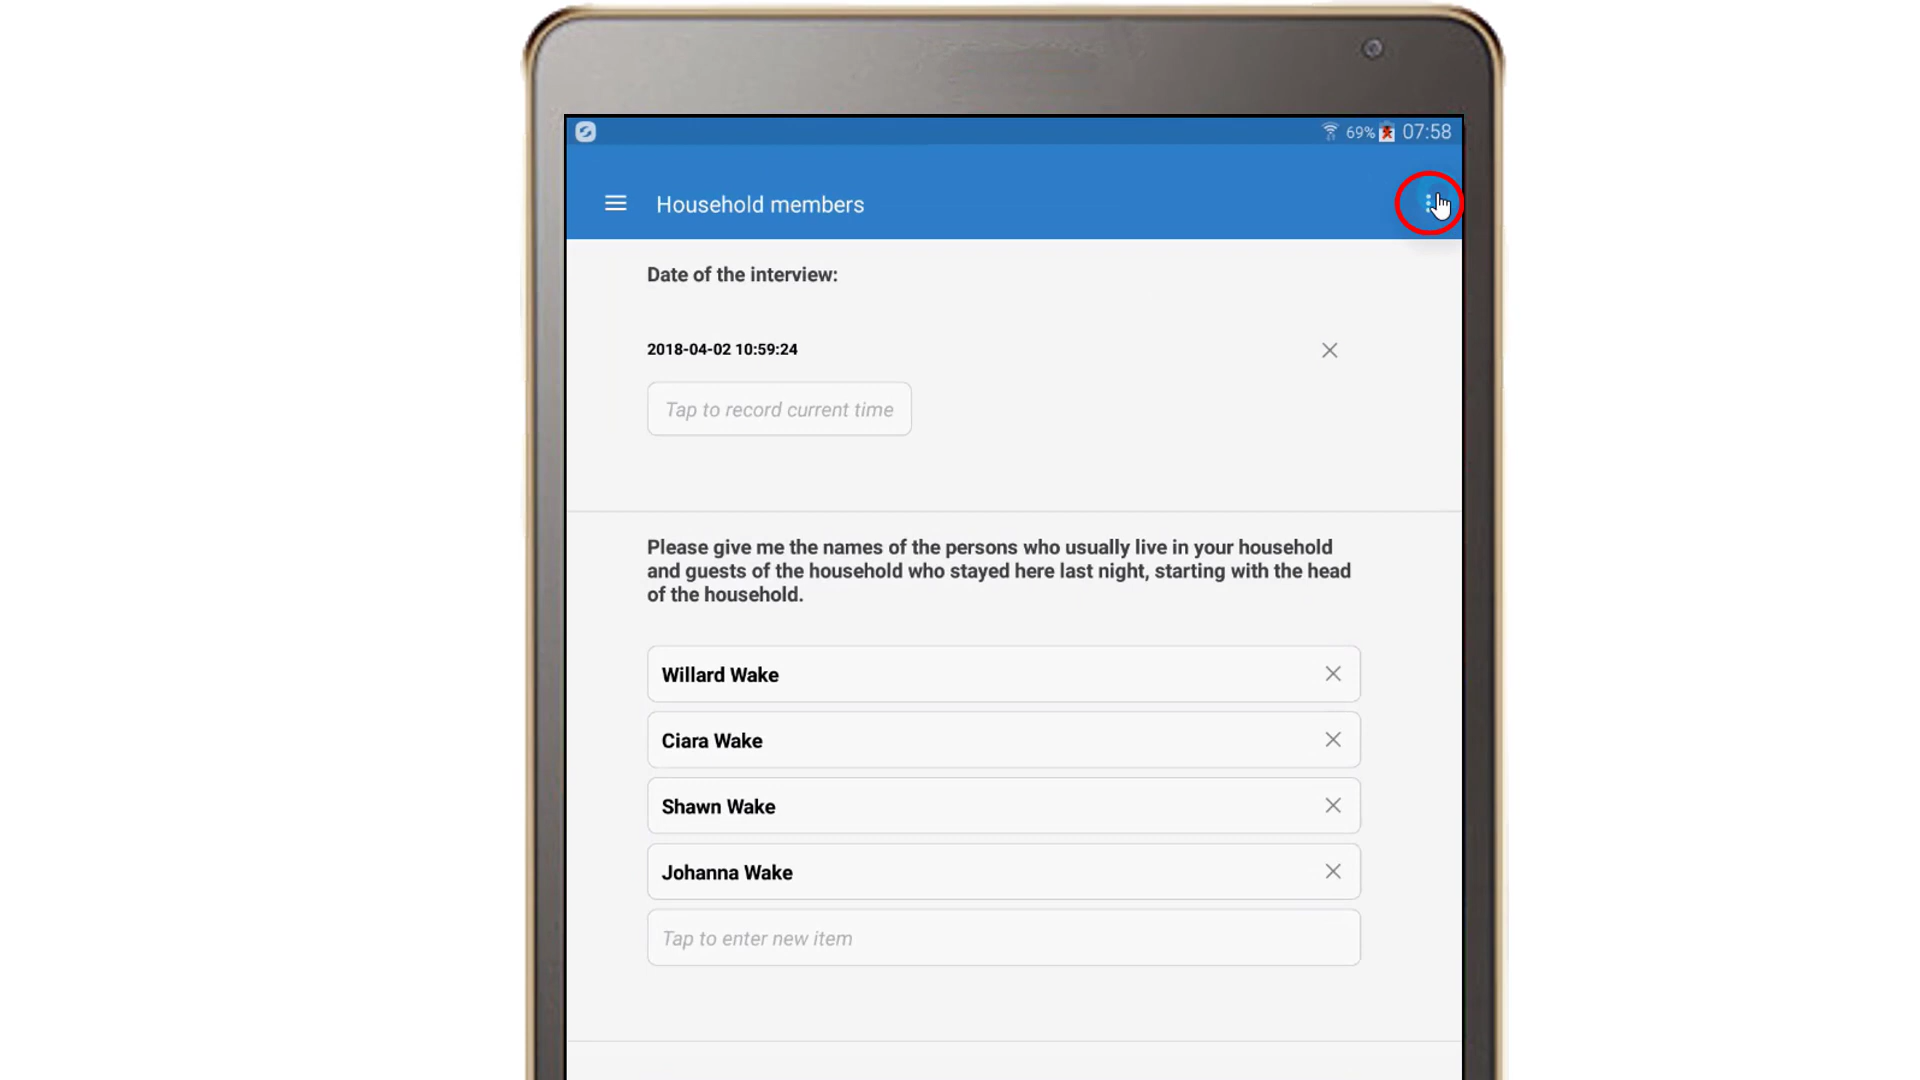 69% 07:58
Household members
Date of the interview:
2018-04-02 10:59:24
Tap to record current time
Please give me the names of the persons who usually live in your household
and guests of the household who stayed here last night, starting with the head
of the household.
Willard Wake
Ciara Wake
Shawn Wake
Johanna Wake
Tap to enter new item